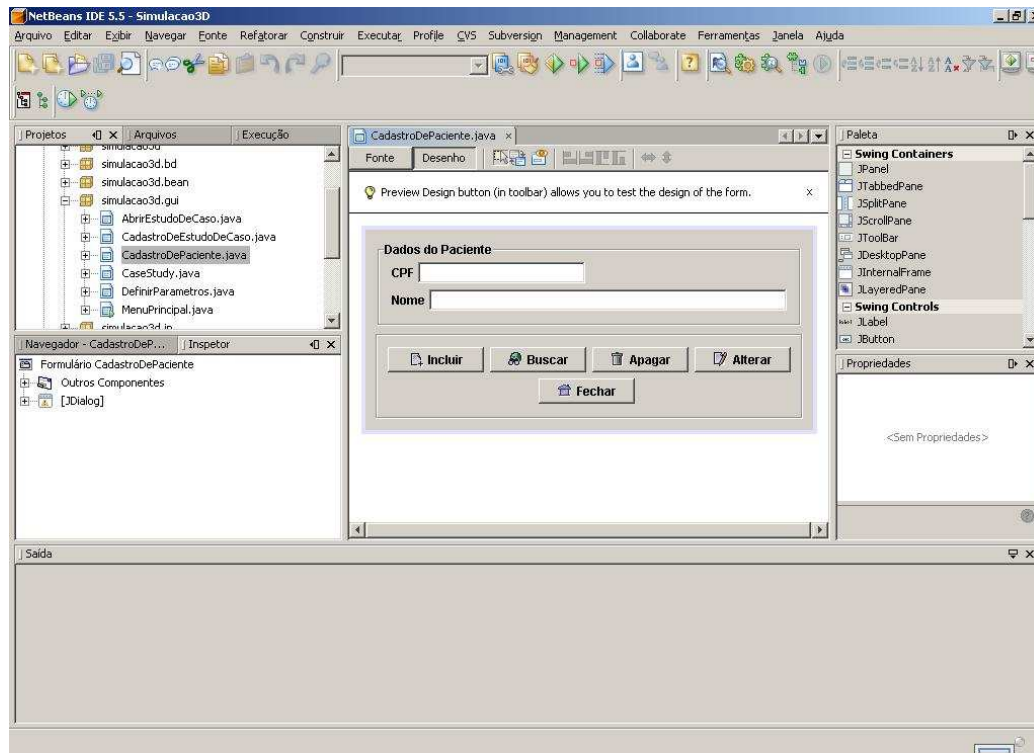 NetBeans IDE 5.5 - Simulacao3D
Arquivo Editar Exibir Navegar Fonte Refatorar Construir Executar Profile CVS Subversion Management Collaborate Ferramentas Janela Ajuda
Projetos Arquivos Execução
simulacao3d.bd
simulacao3d.bean
simulacao3d.gui
AbrirEstudoDeCaso.java
CadastroDeEstudoDeCaso.java
CadastroDePaciente.java
CaseStudy.java
DefinirParametros.java
MenuPrincipal.java
Navegador - CadastroDeP... Inspetor
Formulário CadastroDePaciente
Outros Componentes
[JDialog]
CadastroDePaciente.java x
Fonte Desenho
Preview Design button (in toolbar) allows you to test the design of the form. x
Dados do Paciente
CPF
Nome
Incluir Buscar Apagar Alterar
Fechar
Paleta
Swing Containers
JPanel
JTabbedPane
JSplitPane
JScrollPane
JToolBar
JDesktopPane
JInternalFrame
JLayeredPane
Swing Controls
JLabel
JButton
Propriedades
<Sem Propriedades>
Saída